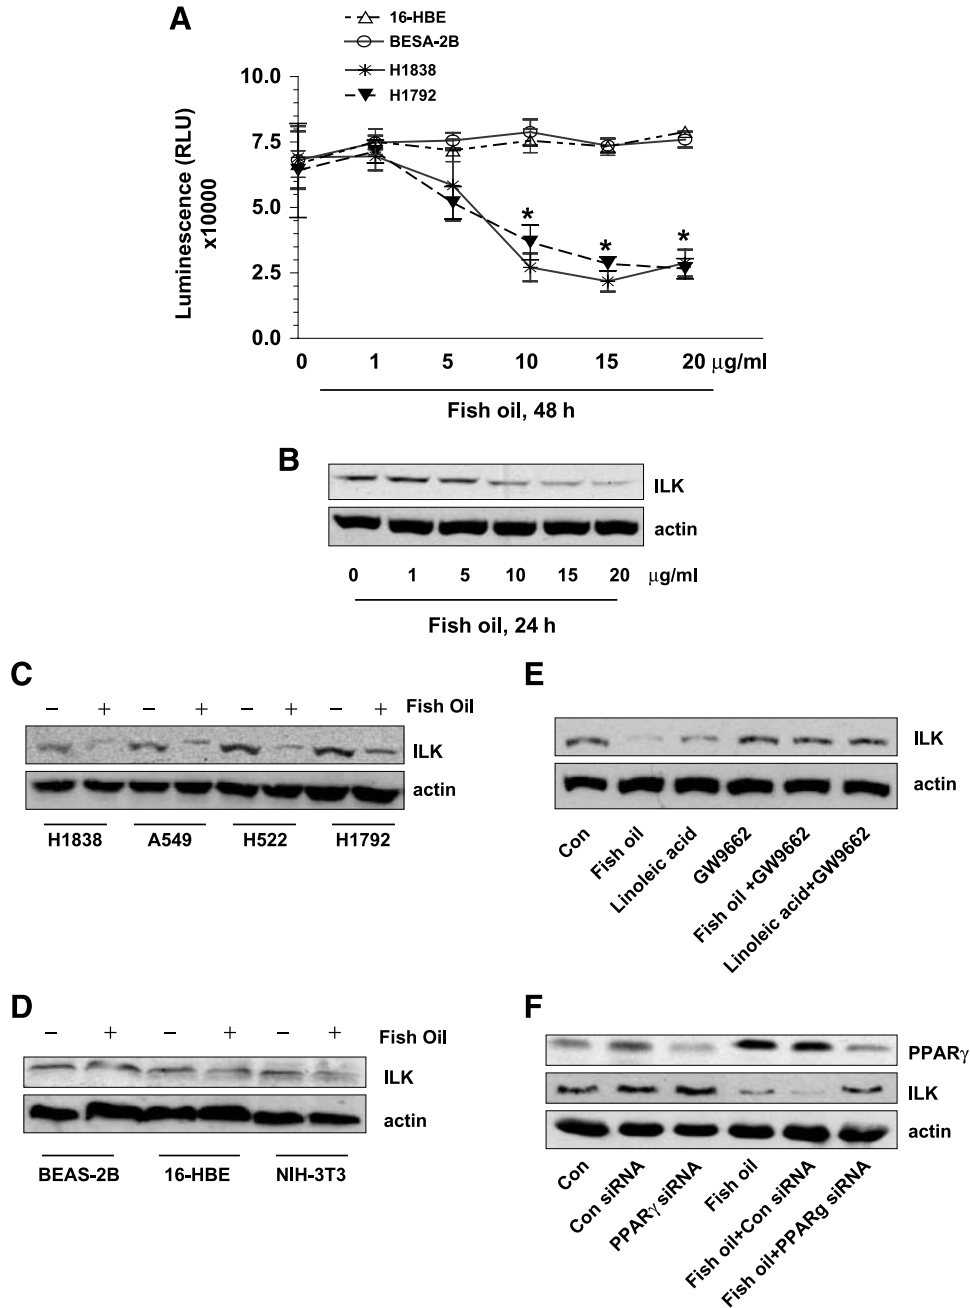 A
16-HBE
BESA-2B
H1838
H1792
Luminescence (RLU)
x10000
10.0
7.5
5.0
2.5
0.0
*
*
*
0 1 5 10 15 20 μg/ml
Fish oil, 48 h
B
ILK
actin
0 1 5 10 15 20 μg/ml
Fish oil, 24 h
C
– + – + – + – + Fish Oil
ILK
actin
H1838 A549 H522 H1792
D
– + – + – + Fish Oil
ILK
actin
BEAS-2B 16-HBE NIH-3T3
E
ILK
actin
Con
Fish oil
Linoleic acid
GW9662
Fish oil +GW9662
Linoleic acid+GW9662
F
PPARγ
ILK
actin
Con
Con siRNA
PPARγ siRNA
Fish oil
Fish oil+Con siRNA
Fish oil+PPARg siRNA